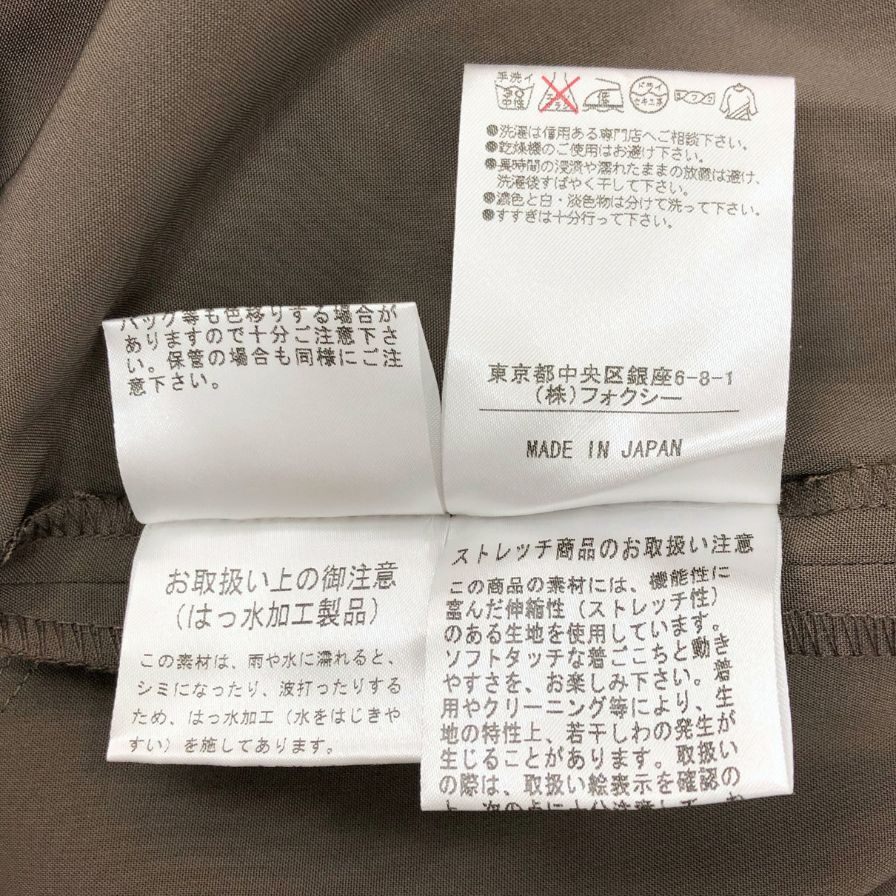 手洗イ
30
中性
エンソ
サラシ
低
ドライ
セキユ系
●洗濯は信用ある専門店へご相談下さい。
●乾燥機のご使用はお避け下さい。
●長時間の浸漬や濡れたままの放置は避け、
洗濯後すばやく干して下さい。
●濃色と白・淡色物は分けて洗って下さい。
●すすぎは十分行って下さい。
東京都中央区銀座6-8-1
(株)フォクシー
MADE IN JAPAN
バッグ等も色移りする場合が
ありますので十分ご注意下さ
い。保管の場合も同様にご注
意下さい。
お取扱い上の御注意
(はっ水加工製品)
この素材は、雨や水に濡れると、
シミになったり、波打ったりする
ため、はっ水加工(水をはじきや
すい)を施してあります。
ストレッチ商品のお取扱い注意
この商品の素材には、機能性に
富んだ伸縮性(ストレッチ性)
のある生地を使用しています。
ソフトタッチな着ごこちと動き
やすさを、お楽しみ下さい。着
用やクリーニング等により、生
地の特性上、若干しわの発生が
生じることがあります。取扱い
の際は、取扱い絵表示を確認の